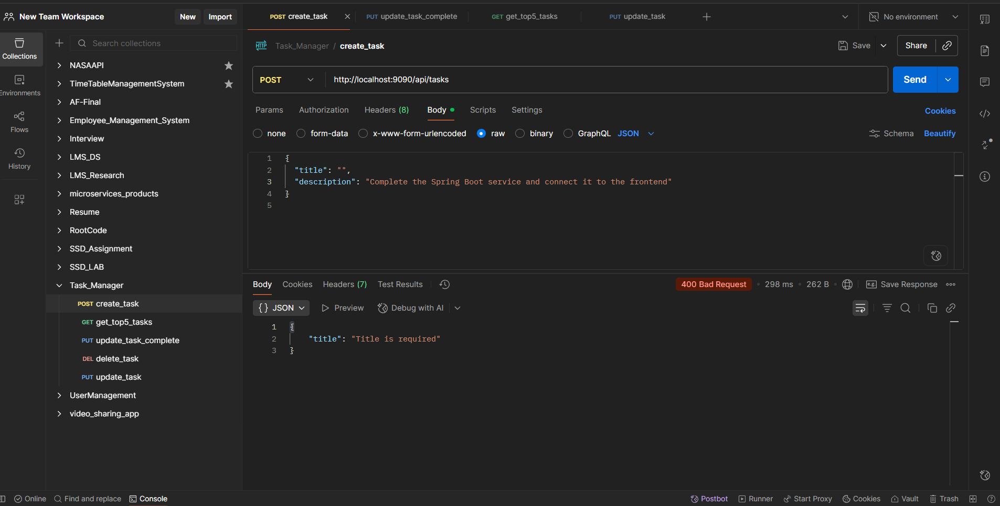 New Team Workspace New Import
POST create_task PUT update_task_complete GET get_top5_tasks PUT update_task No environment
Collections
Environments
Flows
History
Search collections
NASAAPI
TimeTableManagementSystem
AF-Final
Employee_Management_System
Interview
LMS_DS
LMS_Research
microservices_products
Resume
RootCode
SSD_Assignment
SSD_LAB
Task_Manager
POST create_task
GET get_top5_tasks
PUT update_task_complete
DEL delete_task
PUT update_task
UserManagement
video_sharing_app
HTTP Task_Manager / create_task Save Share
POST http://localhost:9090/api/tasks Send
Params Authorization Headers (8) Body Scripts Settings Cookies
none form-data x-www-form-urlencoded raw binary GraphQL JSON Schema Beautify
1 {
2 "title": "",
3 "description": "Complete the Spring Boot service and connect it to the frontend"
4 }
5
Body Cookies Headers (7) Test Results 400 Bad Request 298 ms 262 B e.g. Save Response
{} JSON Preview Debug with AI
1 {
2 "title": "Title is required"
3 }
Online Find and replace Console Postbot Runner Start Proxy Cookies Vault Trash